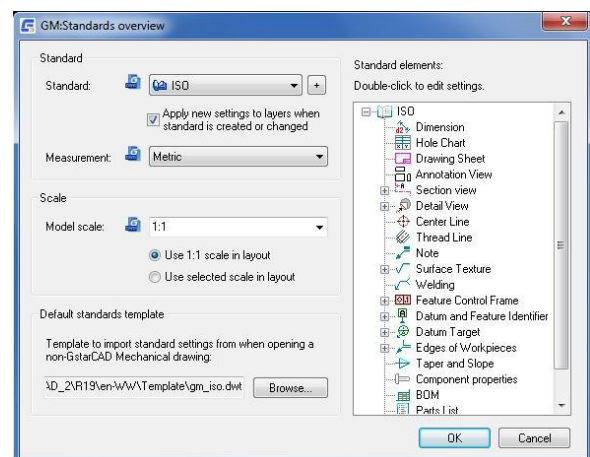 GM:Standards overview
Standard
Standard:
ISO
+
Apply new settings to layers when
standard is created or changed
Measurement:
Metric
Scale
Model scale:
1:1
Use 1:1 scale in layout
Use selected scale in layout
Default standards template
Template to import standard settings from when opening a
non-GstarCAD Mechanical drawing:
\D_2\R19\en-WW\Template\gm_iso.dwt
Browse...
Standard elements:
Double-click to edit settings.
ISO
Dimension
Hole Chart
Drawing Sheet
Annotation View
Section view
Detail View
Center Line
Thread Line
Note
Surface Texture
Welding
Feature Control Frame
Datum and Feature Identifier
Datum Target
Edges of Workpieces
Taper and Slope
Component properties
BOM
Parts List
OK
Cancel